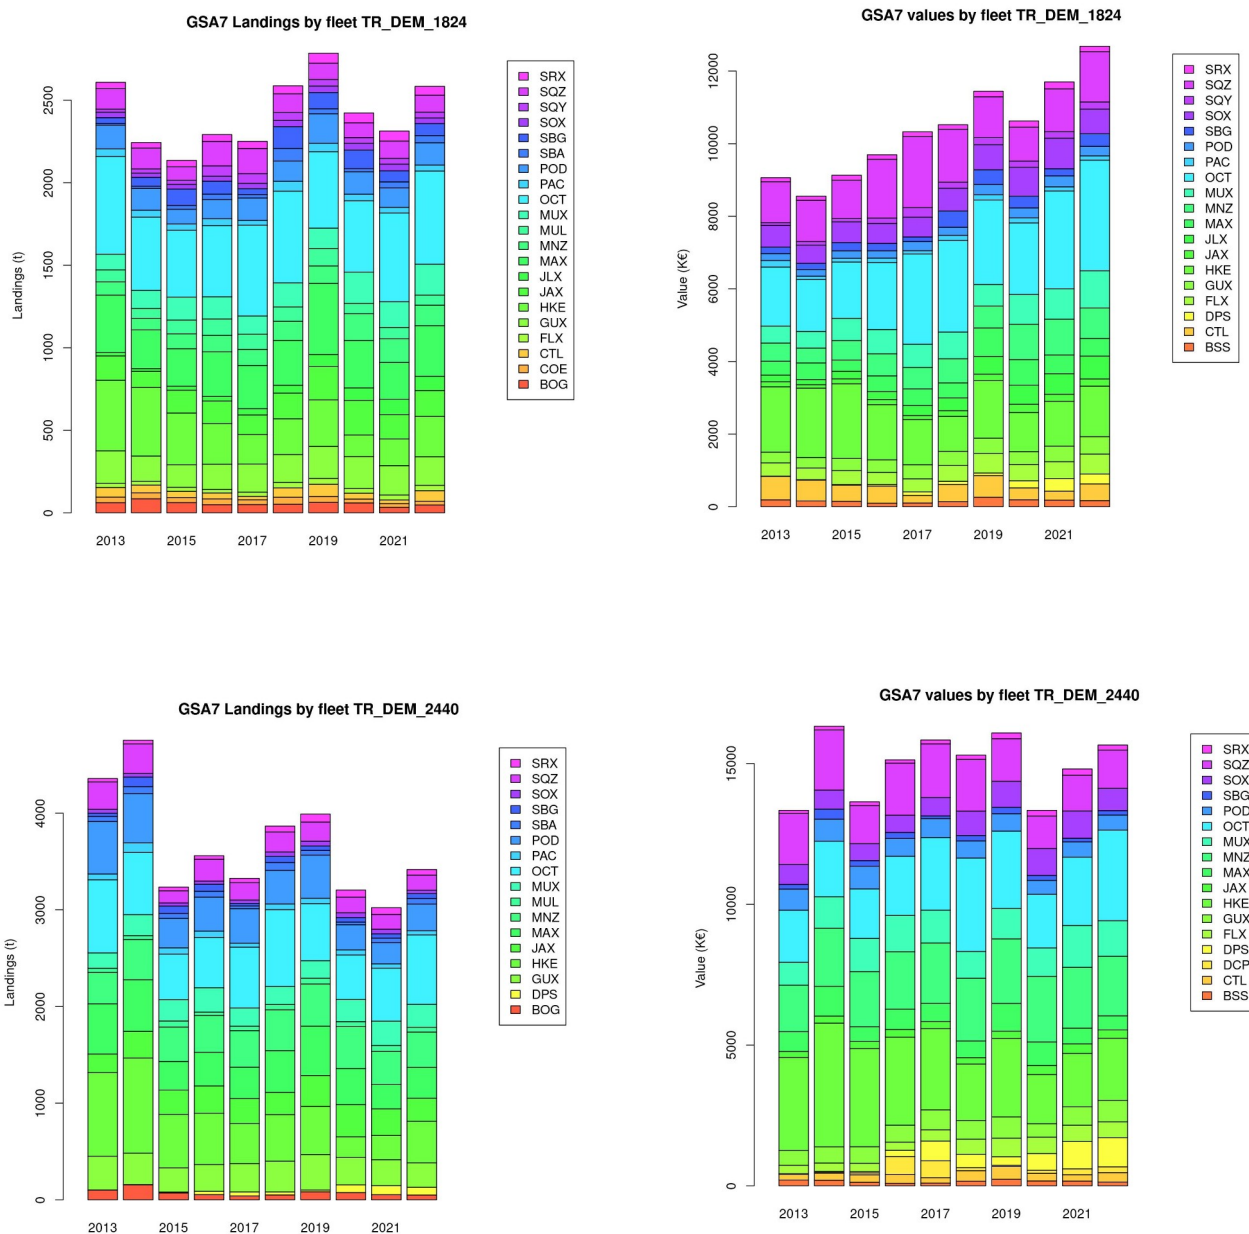 GSA7 Landings by fleet TR_DEM_1824
Landings (t)
2500
2000
1500
1000
500
0
2013 2015 2017 2019 2021
SRX
SQZ
SQY
SOX
SBG
SBA
POD
PAC
OCT
MUX
MUL
MNZ
MAX
JLX
JAX
HKE
GUX
FLX
CTL
COE
BOG
GSA7 values by fleet TR_DEM_1824
Value (K€)
12000
10000
8000
6000
4000
2000
0
2013 2015 2017 2019 2021
SRX
SQZ
SQY
SOX
SBG
POD
PAC
OCT
MUX
MNZ
MAX
JLX
JAX
HKE
GUX
FLX
DPS
CTL
BSS
GSA7 Landings by fleet TR_DEM_2440
Landings (t)
4000
3000
2000
1000
0
2013 2015 2017 2019 2021
SRX
SQZ
SOX
SBG
SBA
POD
PAC
OCT
MUX
MUL
MNZ
MAX
JAX
HKE
GUX
DPS
BOG
GSA7 values by fleet TR_DEM_2440
Value (K€)
15000
10000
5000
0
2013 2015 2017 2019 2021
SRX
SQZ
SOX
SBG
POD
OCT
MUX
MNZ
MAX
JAX
HKE
GUX
FLX
DPS
DCP
CTL
BSS